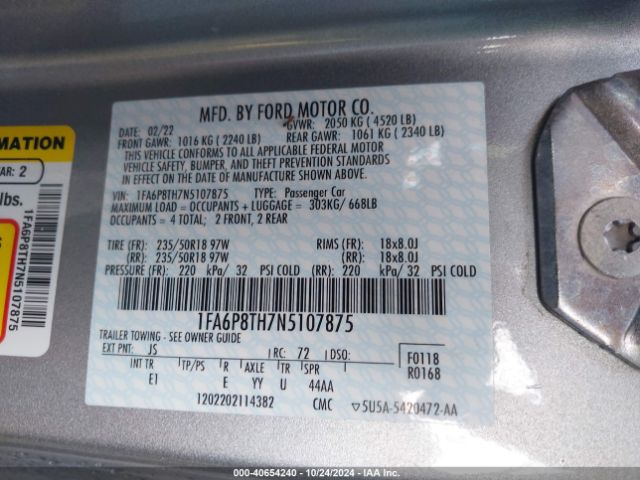 MFD. BY FORD MOTOR CO.
DATE: 02/22 GVWR: 2050 KG ( 4520 LB)
FRONT GAWR: 1016 KG ( 2240 LB) REAR GAWR: 1061 KG ( 2340 LB)
THIS VEHICLE CONFORMS TO ALL APPLICABLE FEDERAL MOTOR
VEHICLE SAFETY, BUMPER, AND THEFT PREVENTION STANDARDS
IN EFFECT ON THE DATE OF MANUFACTURE SHOWN ABOVE.
VIN: 1FA6P8TH7N5107875 TYPE: Passenger Car
MAXIMUM LOAD = OCCUPANTS + LUGGAGE = 303KG/ 668LB
OCCUPANTS = 4 TOTAL; 2 FRONT, 2 REAR
TIRE (FR): 235/50R18 97W RIMS (FR): 18x8.0J
(RR): 235/50R18 97W (RR): 18x8.0J
PRESSURE (FR): 220 kPa/ 32 PSI COLD (RR): 220 kPa/ 32 PSI COLD
1FA6P8TH7N5107875
TRAILER TOWING - SEE OWNER GUIDE
EXT PNT: JS RC: 72 DSO: F0118
INT TR TP/PS R AXLE TR SPR R0168
EI E YY U 44AA
1202202114382 CMC 5U5A-5420472-AA
MATION
AR: 2
lbs.
1FA6P8TH7N5107875
000-40654240 - 10/24/2024 - IAA Inc.